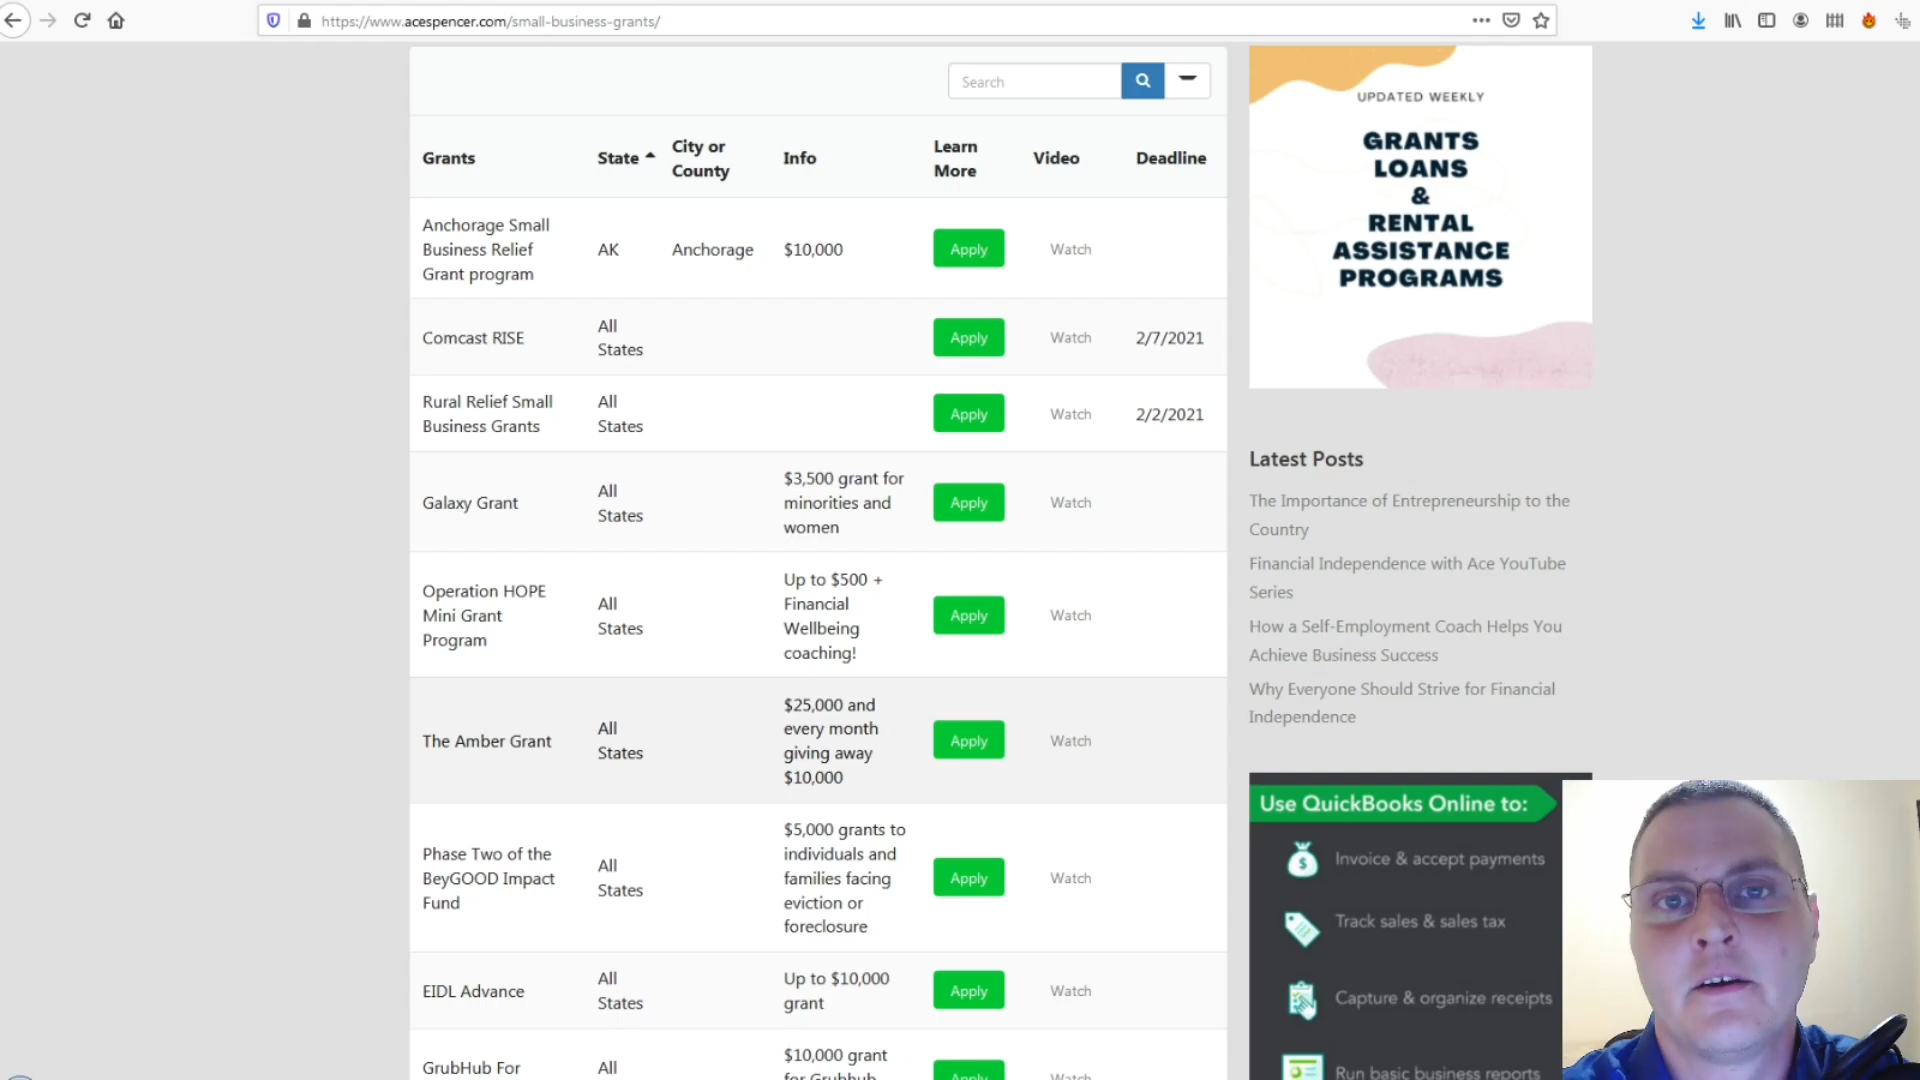 https://www.acespencer.com/small-business-grants/
Search
Grants
State
City or
County
Info
Learn
More
Video
Deadline
Anchorage Small
Business Relief
Grant program
AK
Anchorage
$10,000
Apply
Watch
Comcast RISE
All
States
Apply
Watch
2/7/2021
Rural Relief Small
Business Grants
All
States
Apply
Watch
2/2/2021
Galaxy Grant
All
States
$3,500 grant for
minorities and
women
Apply
Watch
Operation HOPE
Mini Grant
Program
All
States
Up to $500 +
Financial
Wellbeing
coaching!
Apply
Watch
The Amber Grant
All
States
$25,000 and
every month
giving away
$10,000
Apply
Watch
Phase Two of the
BeyGOOD Impact
Fund
All
States
$5,000 grants to
individuals and
families facing
eviction or
foreclosure
Apply
Watch
EIDL Advance
All
States
Up to $10,000
grant
Apply
Watch
GrubHub For
All
$10,000 grant
for Grubhub
Apply
Watch
UPDATED WEEKLY
GRANTS
LOANS
&
RENTAL
ASSISTANCE
PROGRAMS
Latest Posts
The Importance of Entrepreneurship to the
Country
Financial Independence with Ace YouTube
Series
How a Self-Employment Coach Helps You
Achieve Business Success
Why Everyone Should Strive for Financial
Independence
Use QuickBooks Online to:
Invoice & accept payments
Track sales & sales tax
Capture & organize receipts
Run basic business reports